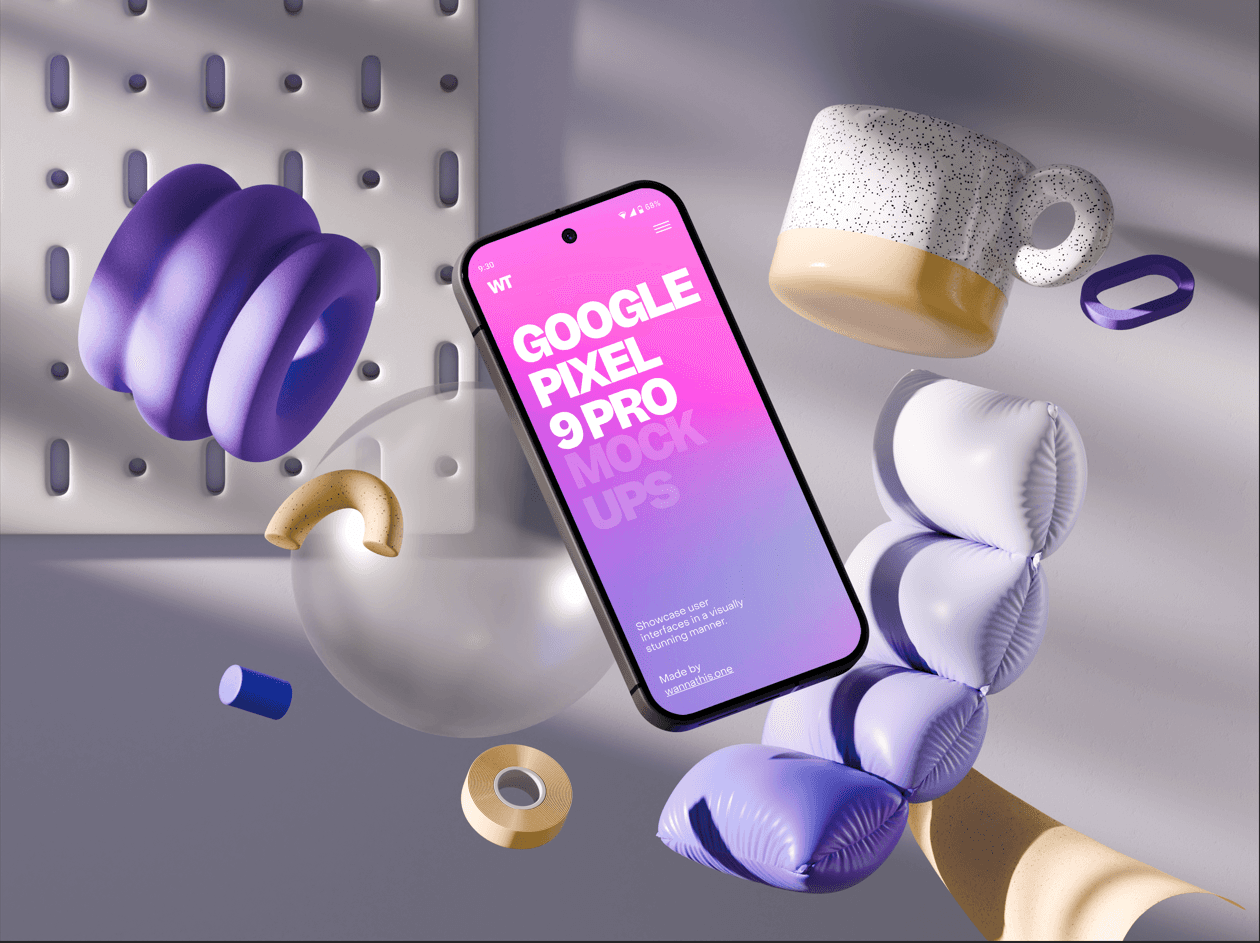 9:30
68%
WT
GOOGLE
PIXEL
9 PRO
MOCK
UPS
Showcase user
interfaces in a visually
stunning manner.
Made by
wannathis.one